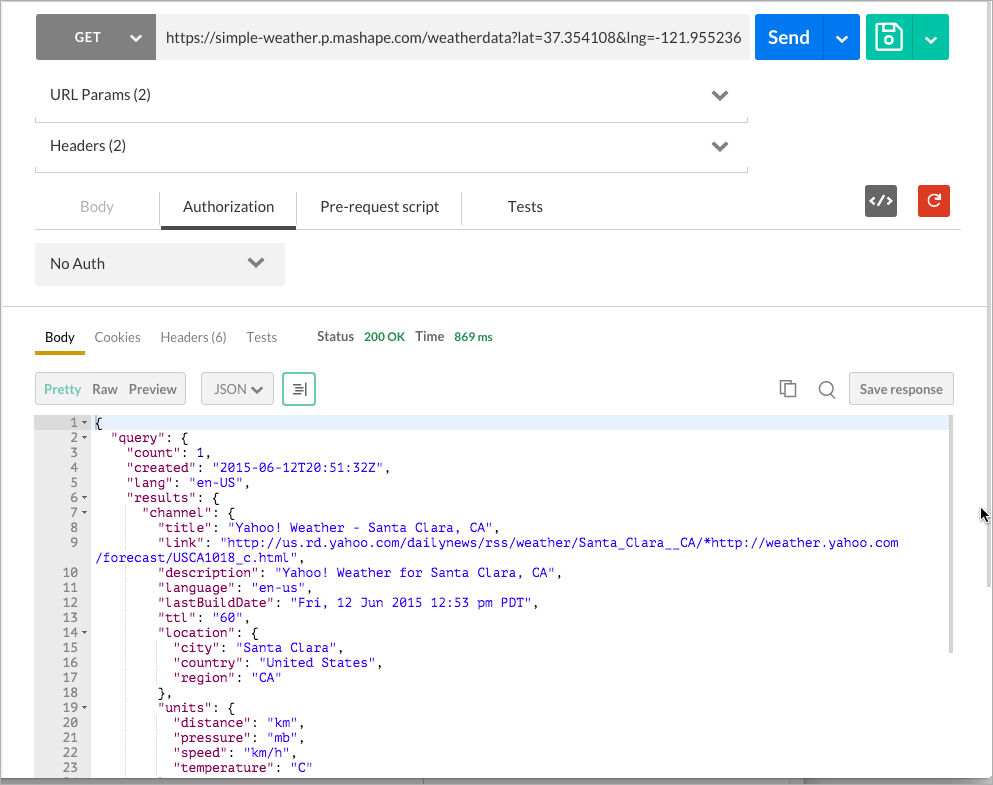 GET https://simple-weather.p.mashape.com/weatherdata?lat=37.354108&lng=-121.955236 Send
URL Params (2)
Headers (2)
Body Authorization Pre-request script Tests </>
No Auth
Body Cookies Headers (6) Tests Status 200 OK Time 869 ms
Pretty Raw Preview JSON Save response
1 {
2 "query": {
3 "count": 1,
4 "created": "2015-06-12T20:51:32Z",
5 "lang": "en-US",
6 "results": {
7 "channel": {
8 "title": "Yahoo! Weather - Santa Clara, CA",
9 "link": "http://us.rd.yahoo.com/dailynews/rss/weather/Santa_Clara__CA/*http://weather.yahoo.com
/forecast/USCA1018_c.html",
10 "description": "Yahoo! Weather for Santa Clara, CA",
11 "language": "en-us",
12 "lastBuildDate": "Fri, 12 Jun 2015 12:53 pm PDT",
13 "ttl": "60",
14 "location": {
15 "city": "Santa Clara",
16 "country": "United States",
17 "region": "CA"
18 },
19 "units": {
20 "distance": "km",
21 "pressure": "mb",
22 "speed": "km/h",
23 "temperature": "C"